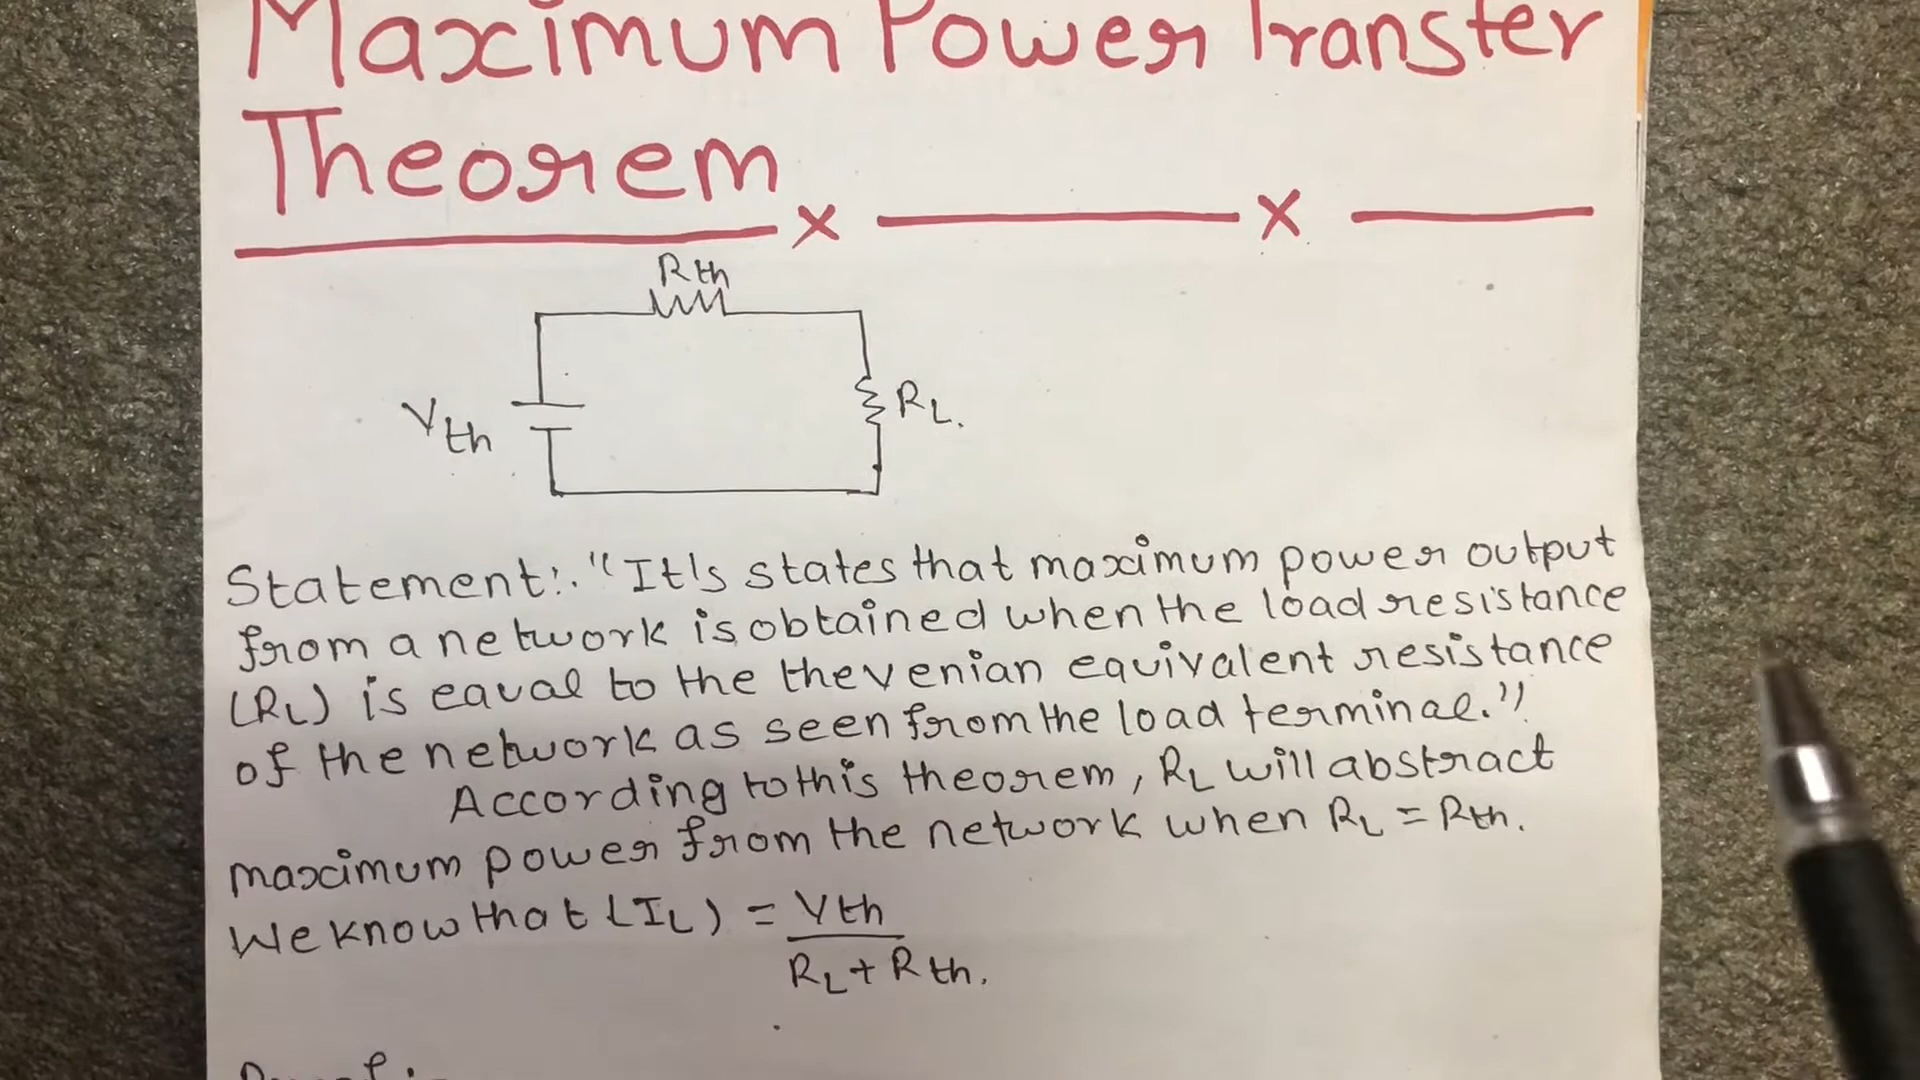 Maximum Power Transfer
Theorem
Rth
Vth
RL.
Statement:. "It's states that maximum power output
from a network is obtained when the load resistance
(RL) is eaual to the thevenian equivalent resistance
of the network as seen from the load terminal."
According to this theorem, RL will abstract
maximum power from the network when RL = Rth.
We know that (IL) = Vth
RL + Rth.